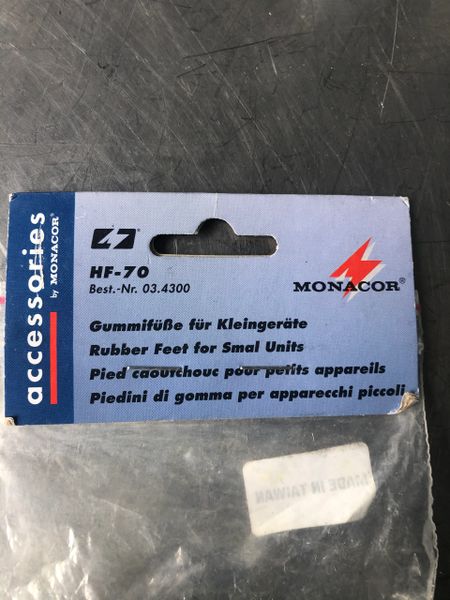 accessories
by MONACOR®
HF-70
Best.-Nr. 03.4300
MONACOR®
Gummifüße für Kleingeräte
Rubber Feet for Smal Units
Pied caoutchouc pour petits appareils
Piedini di gomma per apparecchi piccoli
MADE IN TAIWAN